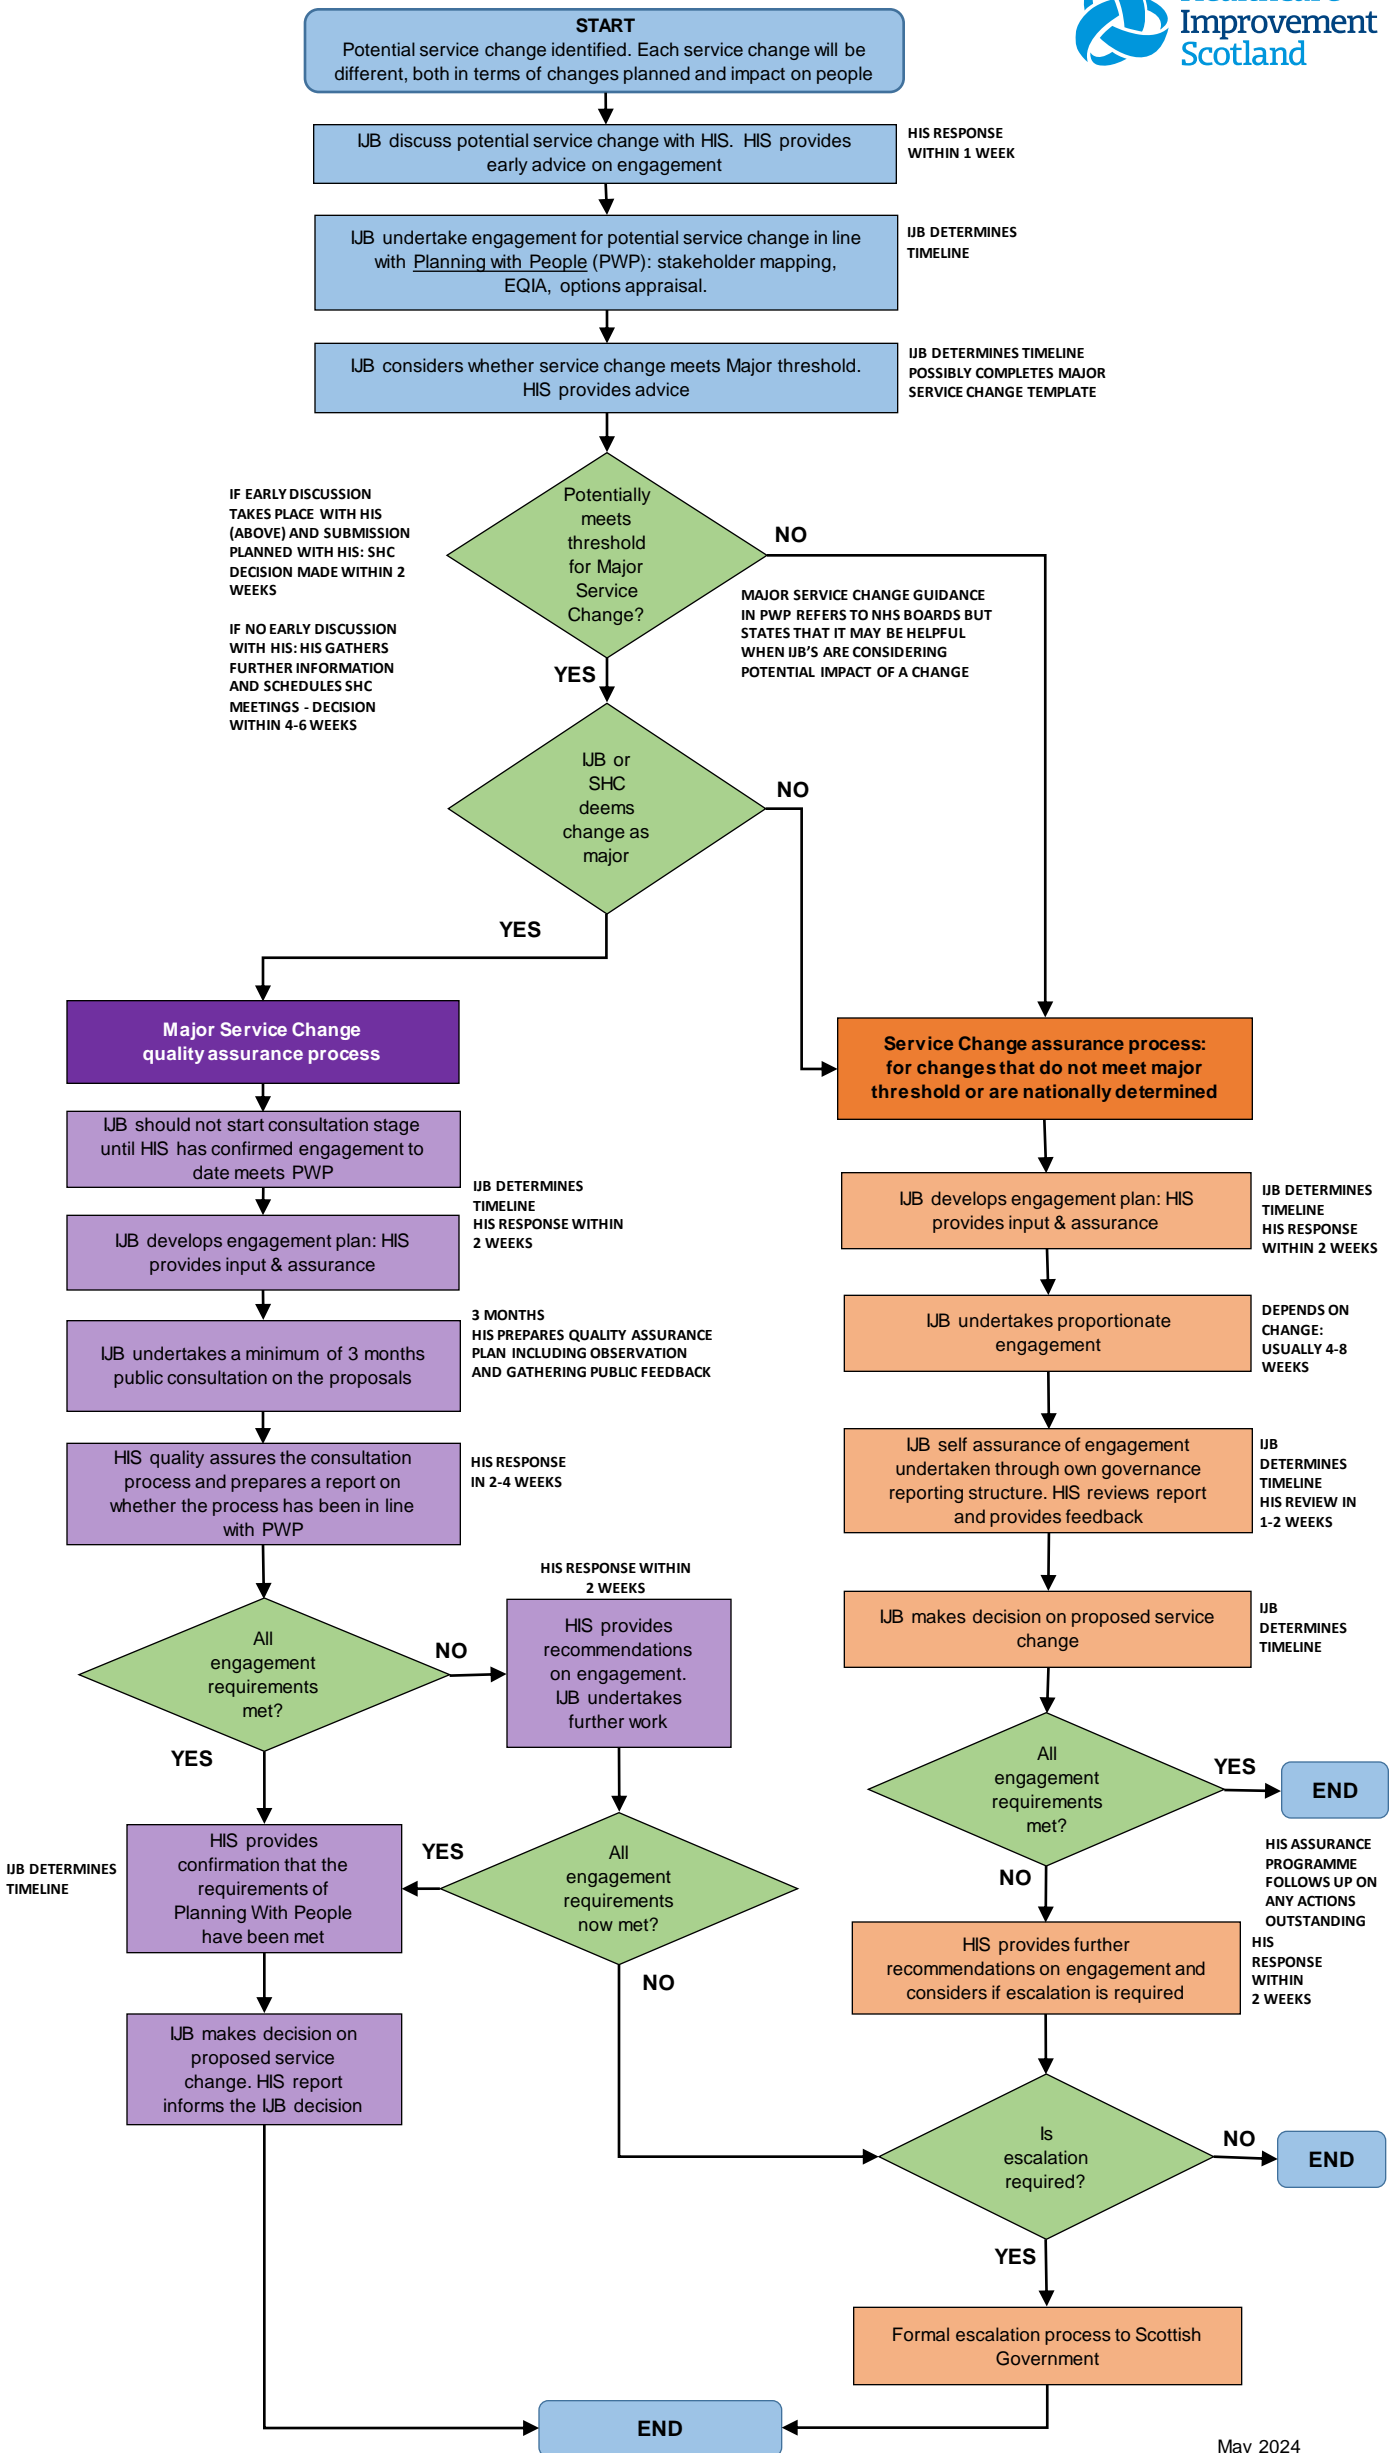 Improvement
Scotland
START
Potential service change identified. Each service change will be
different, both in terms of changes planned and impact on people
IJB discuss potential service change with HIS. HIS provides
early advice on engagement
HIS RESPONSE
WITHIN 1 WEEK
IJB undertake engagement for potential service change in line
with Planning with People (PWP): stakeholder mapping,
EQIA, options appraisal.
IJB DETERMINES
TIMELINE
IJB considers whether service change meets Major threshold.
HIS provides advice
IJB DETERMINES TIMELINE
POSSIBLY COMPLETES MAJOR
SERVICE CHANGE TEMPLATE
IF EARLY DISCUSSION
TAKES PLACE WITH HIS
(ABOVE) AND SUBMISSION
PLANNED WITH HIS: SHC
DECISION MADE WITHIN 2
WEEKS
IF NO EARLY DISCUSSION
WITH HIS: HIS GATHERS
FURTHER INFORMATION
AND SCHEDULES SHC
MEETINGS - DECISION
WITHIN 4-6 WEEKS
Potentially
meets
threshold
for Major
Service
Change?
NO
MAJOR SERVICE CHANGE GUIDANCE
IN PWP REFERS TO NHS BOARDS BUT
STATES THAT IT MAY BE HELPFUL
WHEN IJB'S ARE CONSIDERING
POTENTIAL IMPACT OF A CHANGE
YES
IJB or
SHC
deems
change as
major
NO
YES
Major Service Change
quality assurance process
IJB should not start consultation stage
until HIS has confirmed engagement to
date meets PWP
IJB DETERMINES
TIMELINE
HIS RESPONSE WITHIN
2 WEEKS
IJB develops engagement plan: HIS
provides input & assurance
IJB undertakes a minimum of 3 months
public consultation on the proposals
3 MONTHS
HIS PREPARES QUALITY ASSURANCE
PLAN INCLUDING OBSERVATION
AND GATHERING PUBLIC FEEDBACK
HIS quality assures the consultation
process and prepares a report on
whether the process has been in line
with PWP
HIS RESPONSE
IN 2-4 WEEKS
All
engagement
requirements
met?
NO
HIS RESPONSE WITHIN
2 WEEKS
HIS provides
recommendations
on engagement.
IJB undertakes
further work
YES
HIS provides
confirmation that the
requirements of
Planning With People
have been met
IJB DETERMINES
TIMELINE
YES
All
engagement
requirements
now met?
NO
IJB makes decision on
proposed service
change. HIS report
informs the IJB decision
Service Change assurance process:
for changes that do not meet major
threshold or are nationally determined
IJB develops engagement plan: HIS
provides input & assurance
IJB DETERMINES
TIMELINE
HIS RESPONSE
WITHIN 2 WEEKS
IJB undertakes proportionate
engagement
DEPENDS ON
CHANGE:
USUALLY 4-8
WEEKS
IJB self assurance of engagement
undertaken through own governance
reporting structure. HIS reviews report
and provides feedback
IJB
DETERMINES
TIMELINE
HIS REVIEW IN
1-2 WEEKS
IJB makes decision on proposed service
change
IJB
DETERMINES
TIMELINE
All
engagement
requirements
met?
YES
END
NO
HIS ASSURANCE
PROGRAMME
FOLLOWS UP ON
ANY ACTIONS
OUTSTANDING
HIS provides further
recommendations on engagement and
considers if escalation is required
HIS
RESPONSE
WITHIN
2 WEEKS
Is
escalation
required?
NO
END
YES
Formal escalation process to Scottish
Government
END
May 2024